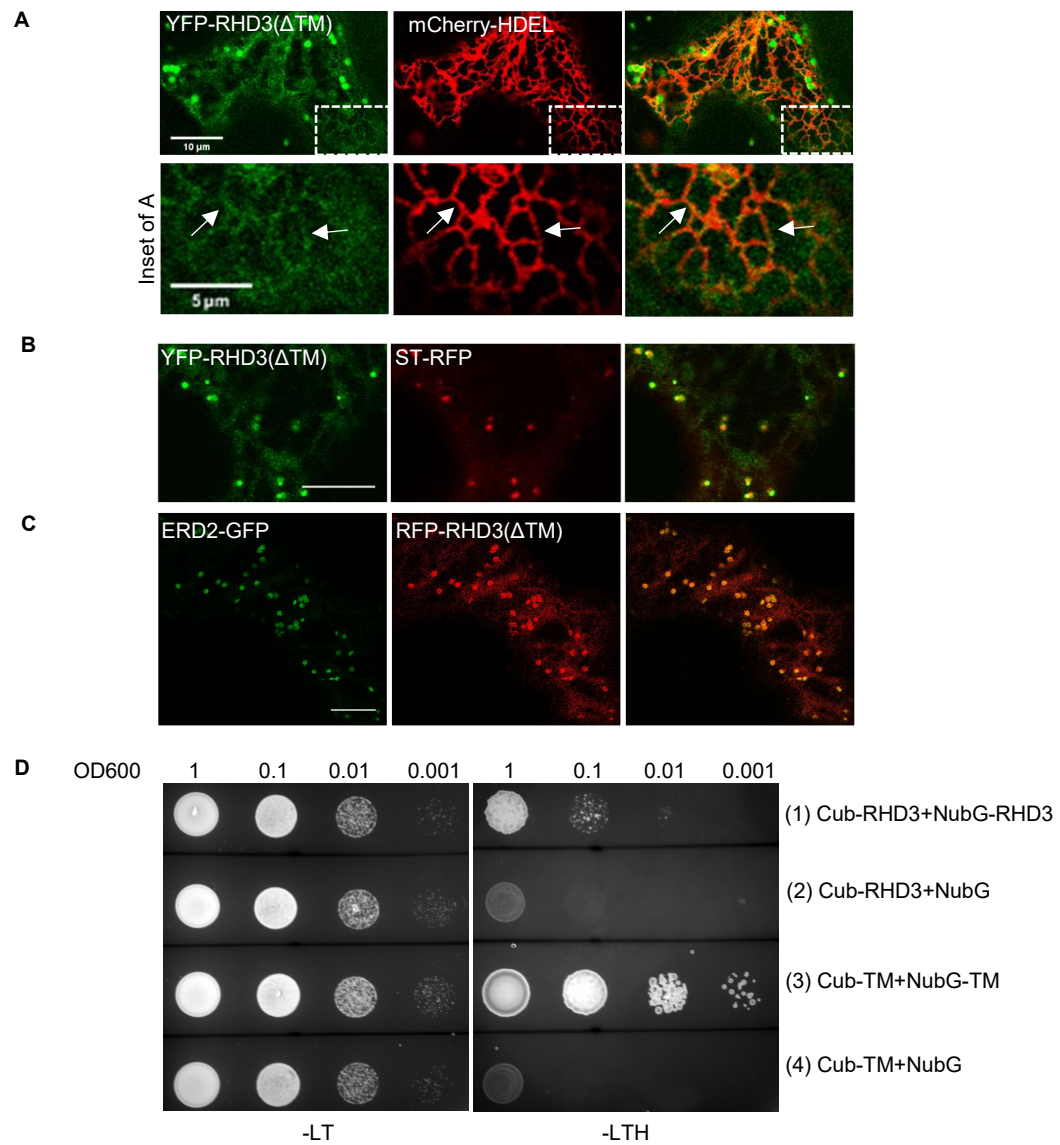 A
YFP-RHD3(ΔTM)
mCherry-HDEL
10 µm
Inset of A
5 µm
B
YFP-RHD3(ΔTM)
ST-RFP
C
ERD2-GFP
RFP-RHD3(ΔTM)
D
OD600 1 0.1 0.01 0.001 1 0.1 0.01 0.001
(1) Cub-RHD3+NubG-RHD3
(2) Cub-RHD3+NubG
(3) Cub-TM+NubG-TM
(4) Cub-TM+NubG
-LT -LTH